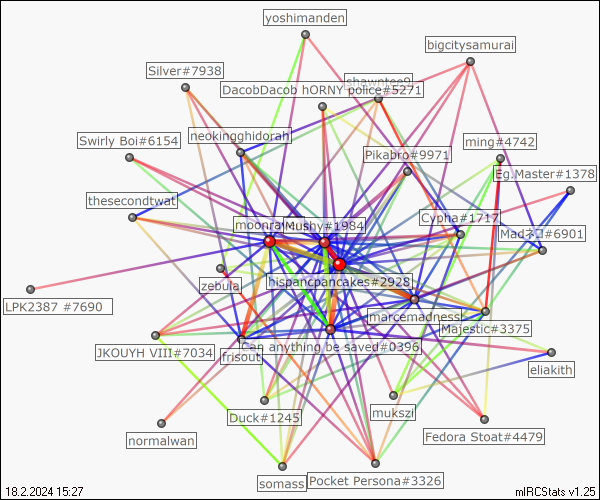 yoshimanden
bigcitysamurai
Silver#7938
shawntee9
DacobDacob hORNY police#5271
neokingghidorah
Swirly Boi#6154
ming#4742
Pikabro#9971
Eg.Master#1378
thesecondtwat
Mushy#1984
Cypha#1717
#6901
zebula
hispancpancakes#2928
LPK2387 #7690
marcemadness
Majestic#3375
Can anything be saved#0396
JKOUYH VIII#7034
frisout
eliakith
Duck#1245
mukszi
normalwan
Fedora Stoat#4479
somass
Pocket Persona#3326
18.2.2024 15:27
mIRCStats v1.25